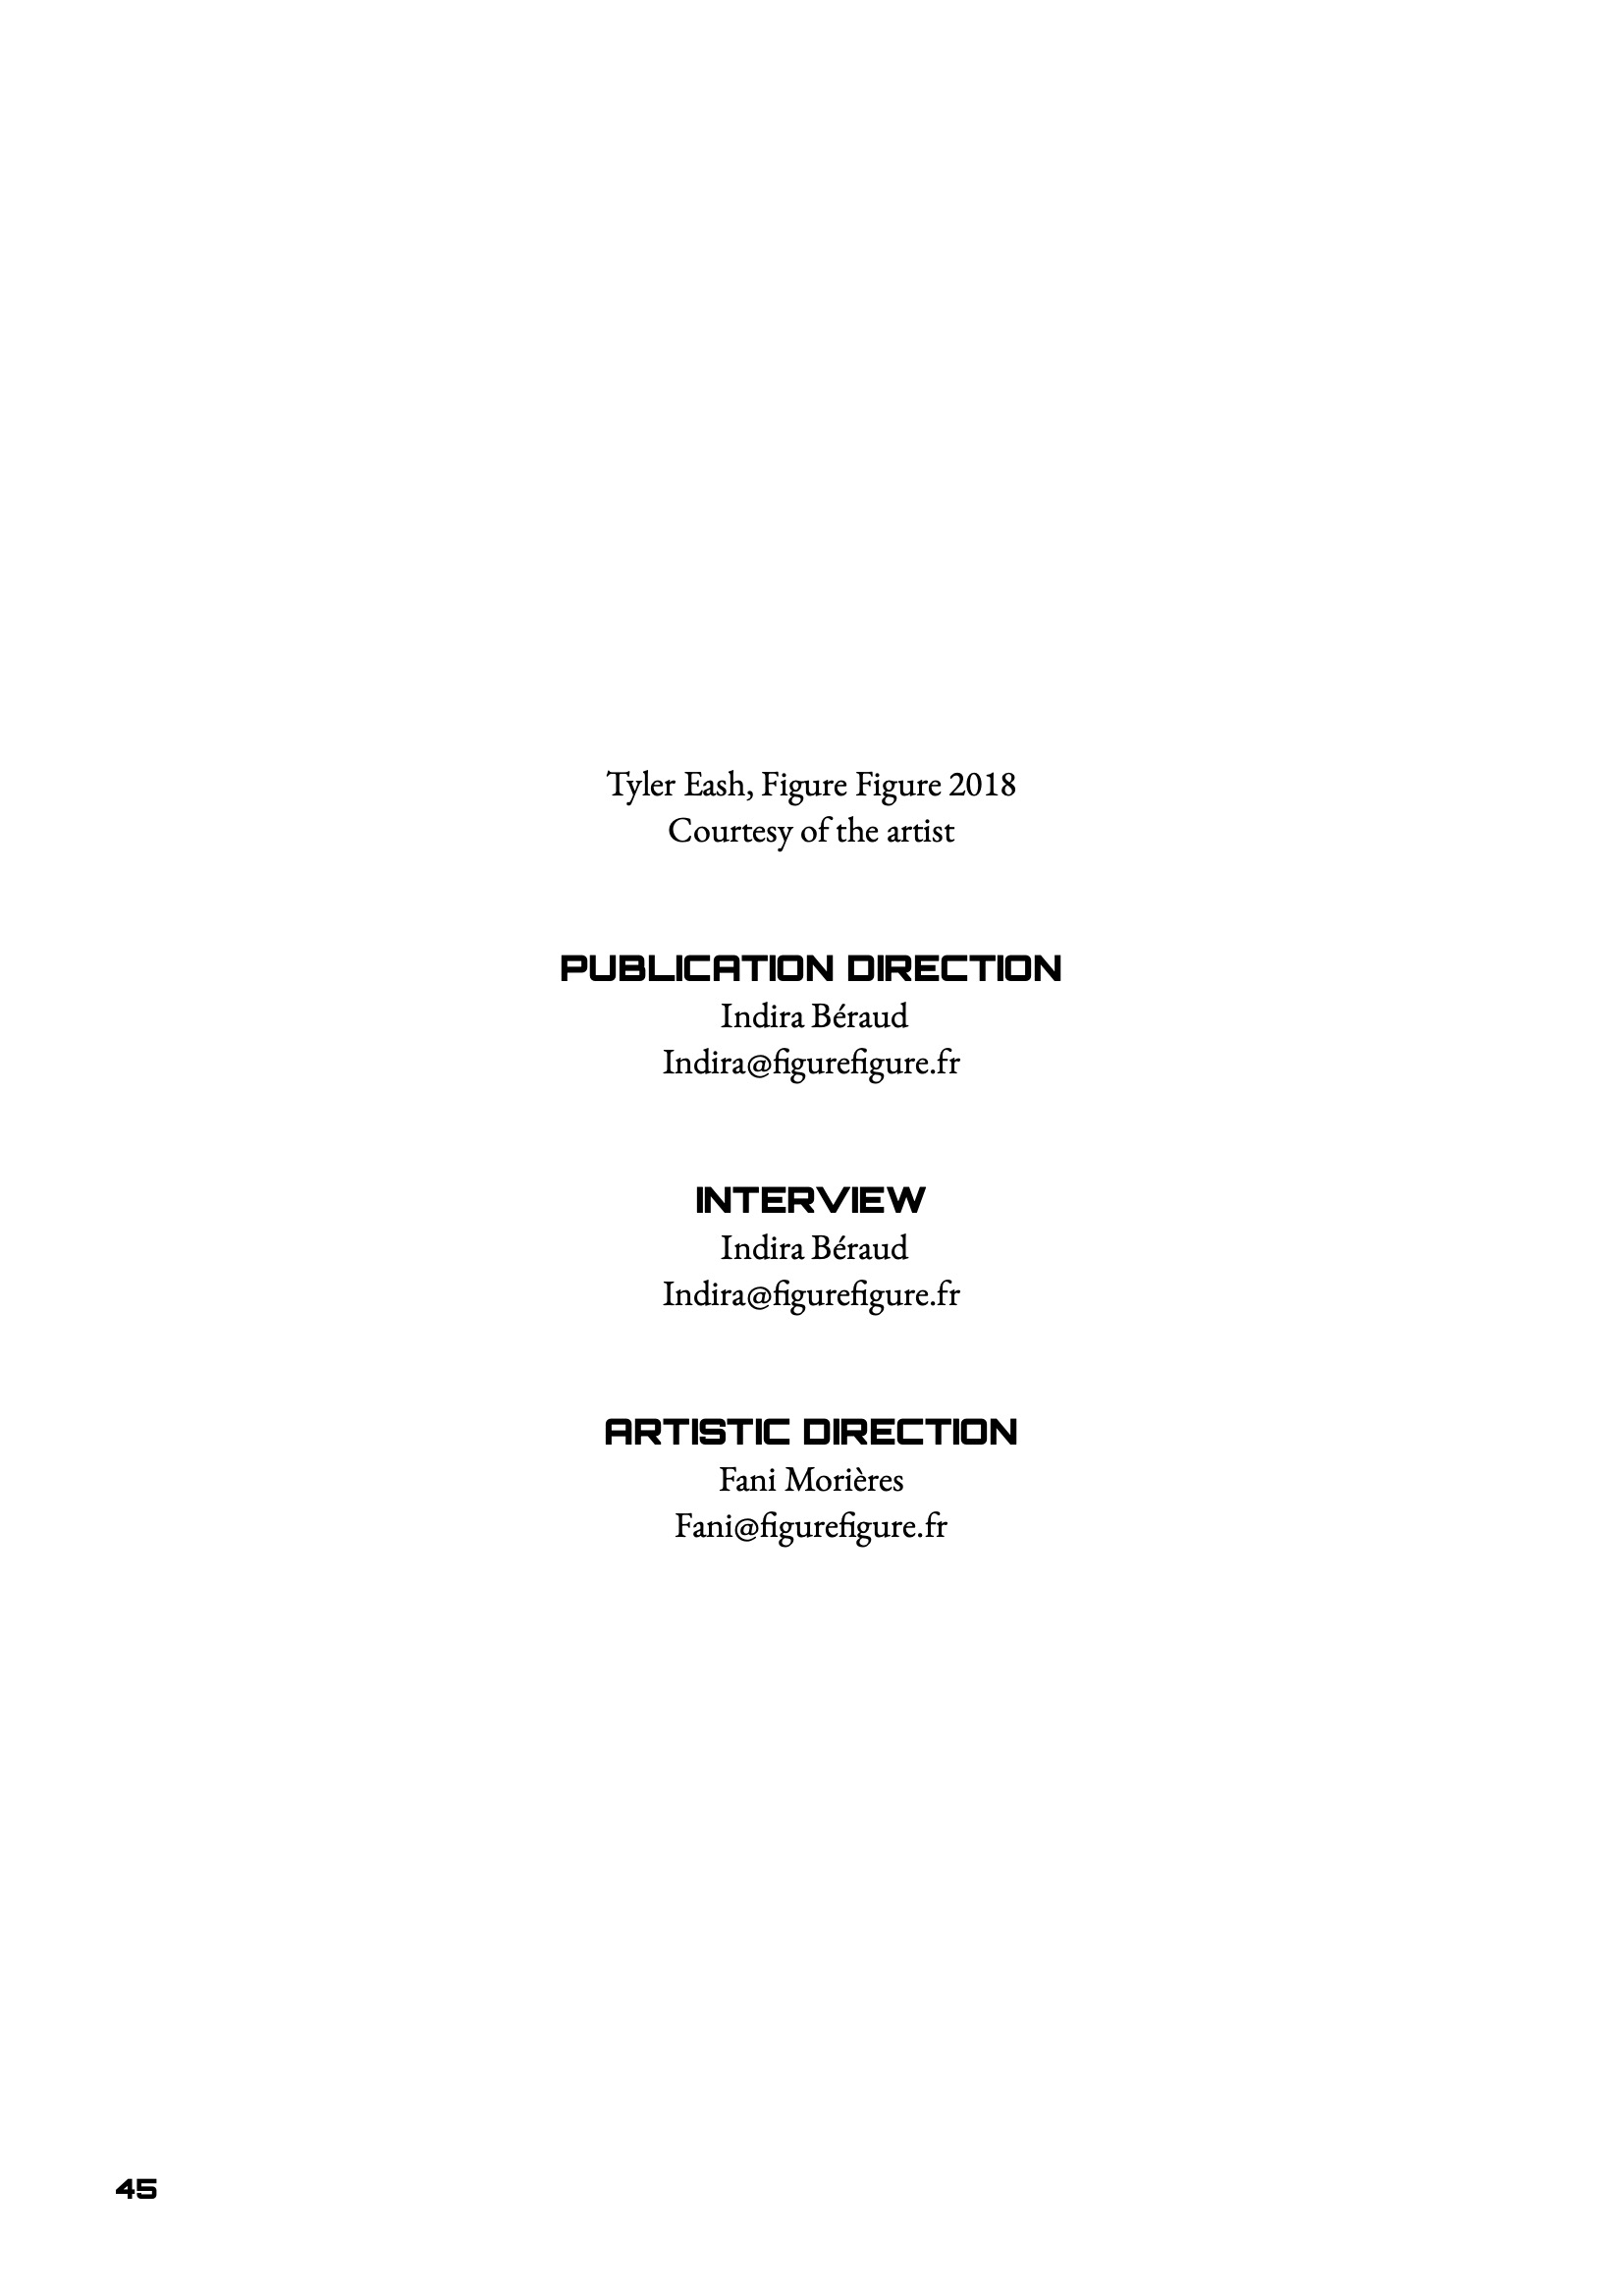 Tyler Eash, Figure Figure 2018
Courtesy of the artist
PUBLICATION DIRECTION
Indira Béraud
Indira@figurefigure.fr
INTERVIEW
Indira Béraud
Indira@figurefigure.fr
ARTISTIC DIRECTION
Fani Morières
Fani@figurefigure.fr
45